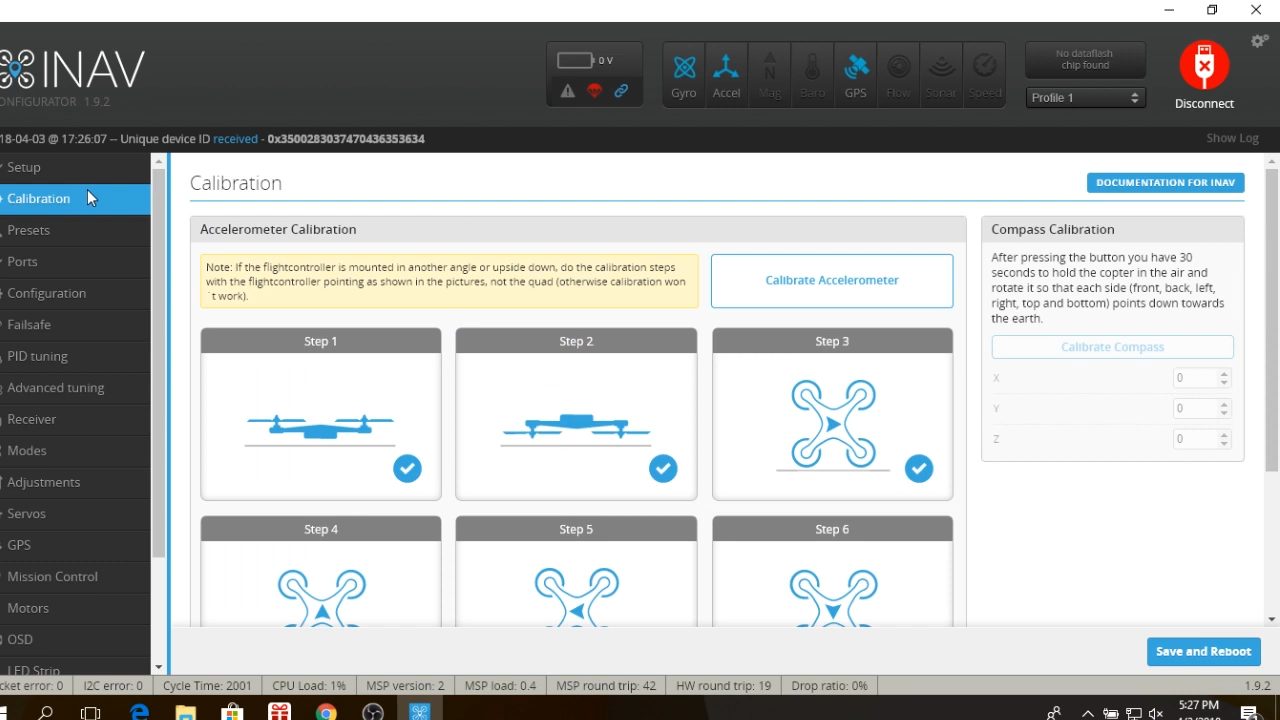 INAV
ONFIGURATOR 1.9.2
0 V
Gyro Accel Mag Baro GPS Flow Sonar Speed
No dataflash
chip found
Profile 1
Disconnect
18-04-03 @ 17:26:07 -- Unique device ID received - 0x3500283037470436353634
Show Log
Setup
Calibration
Presets
Ports
Configuration
Failsafe
PID tuning
Advanced tuning
Receiver
Modes
Adjustments
Servos
GPS
Mission Control
Motors
OSD
LED Strip
Calibration
DOCUMENTATION FOR INAV
Accelerometer Calibration
Note: If the flightcontroller is mounted in another angle or upside down, do the calibration steps
with the flightcontroller pointing as shown in the pictures, not the quad (otherwise calibration won
´t work).
Calibrate Accelerometer
Step 1
Step 2
Step 3
Step 4
Step 5
Step 6
Compass Calibration
After pressing the button you have 30
seconds to hold the copter in the air and
rotate it so that each side (front, back, left,
right, top and bottom) points down towards
the earth.
Calibrate Compass
X 0
Y 0
Z 0
Save and Reboot
cket error: 0 I2C error: 0 Cycle Time: 2001 CPU Load: 1% MSP version: 2 MSP load: 0.4 MSP round trip: 42 HW round trip: 19 Drop ratio: 0% 1.9.2
5:27 PM